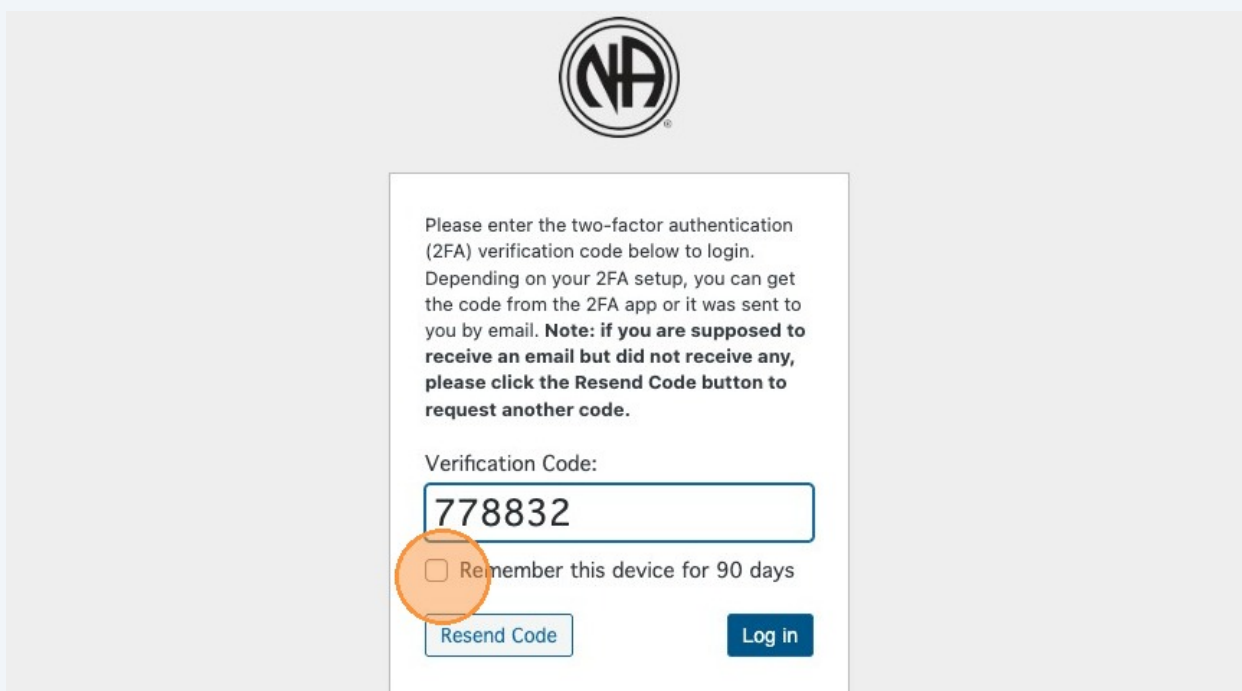 NA
®
Please enter the two-factor authentication
(2FA) verification code below to login.
Depending on your 2FA setup, you can get
the code from the 2FA app or it was sent to
you by email. Note: if you are supposed to
receive an email but did not receive any,
please click the Resend Code button to
request another code.
Verification Code:
778832
Remember this device for 90 days
Resend Code
Log in